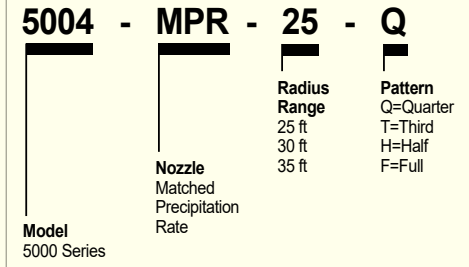 5004 - MPR - 25 - Q
Radius
Range
25 ft
30 ft
35 ft
Pattern
Q=Quarter
T=Third
H=Half
F=Full
Nozzle
Matched
Precipitation
Rate
Model
5000 Series